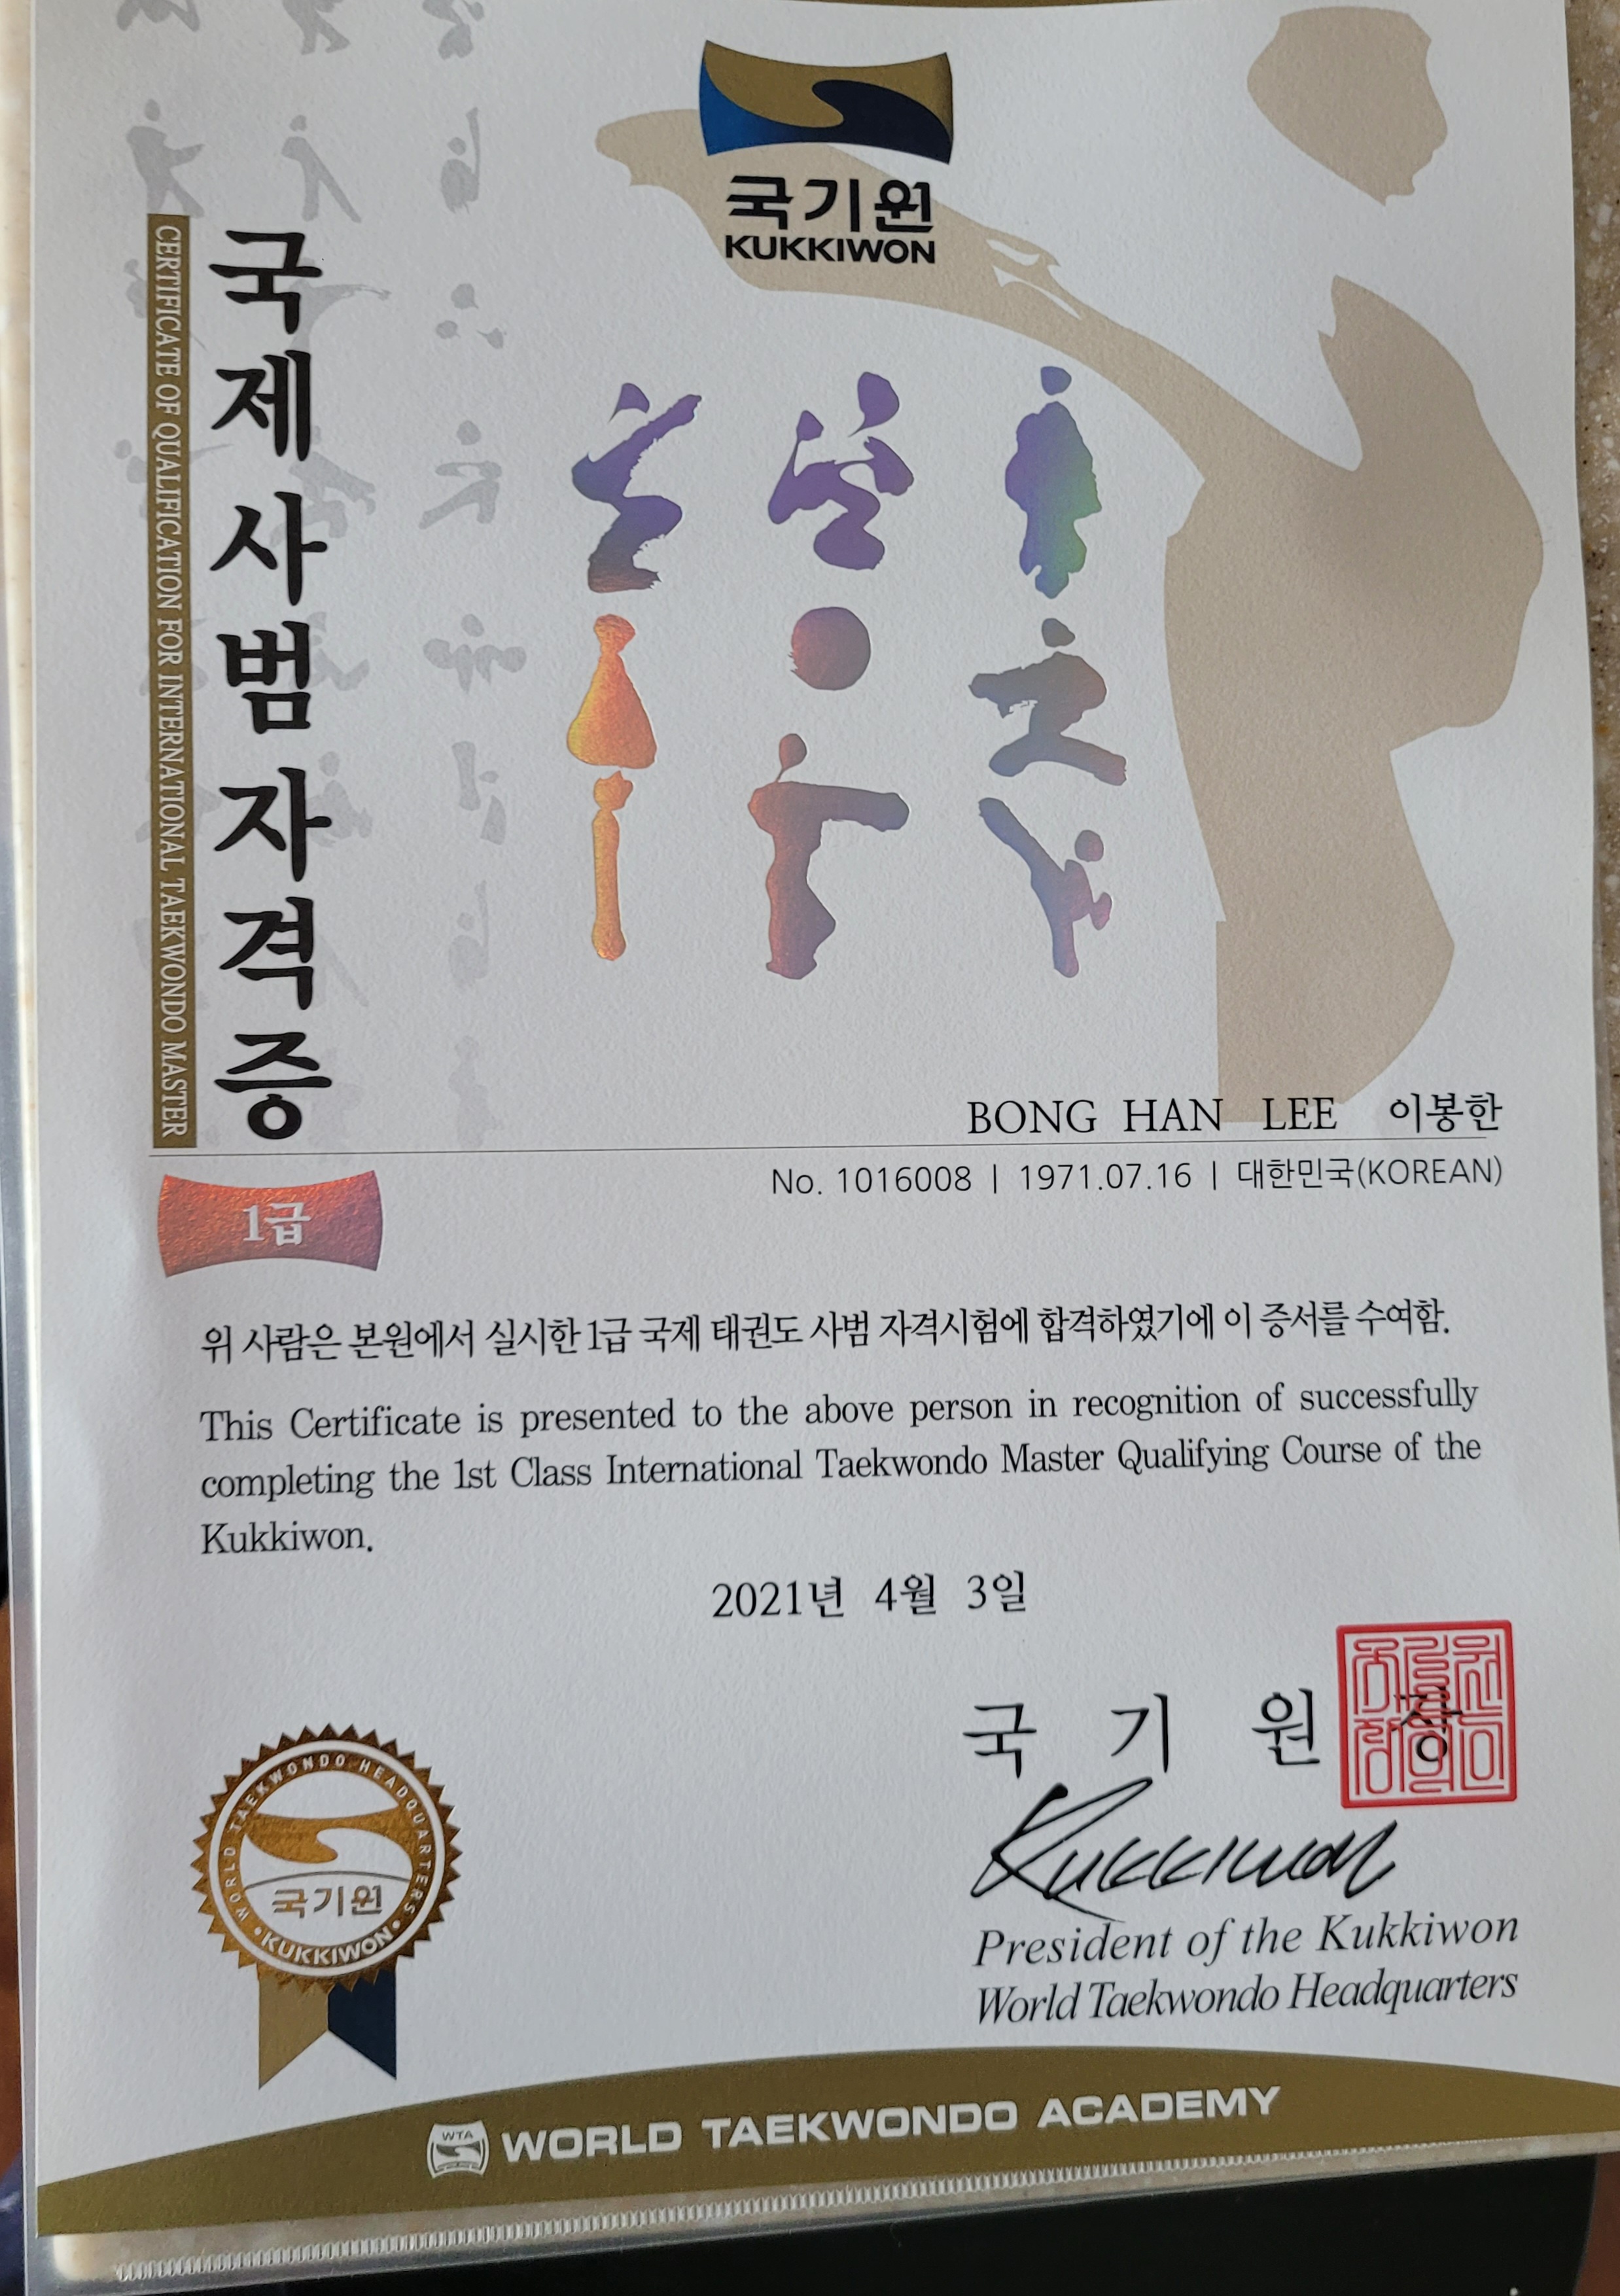 국기원
KUKKIWON
국제사범자격증
CERTIFICATE OF QUALIFICATION FOR INTERNATIONAL TAEKWONDO MASTER
BONG HAN LEE 이봉한
No. 1016008 | 1971.07.16 | 대한민국(KOREAN)
1급
위 사람은 본원에서 실시한 1급 국제 태권도 사범 자격시험에 합격하였기에 이 증서를 수여함.
This Certificate is presented to the above person in recognition of successfully
completing the 1st Class International Taekwondo Master Qualifying Course of the
Kukkiwon.
2021년 4월 3일
국 기 원 장
Kukkiwon
President of the Kukkiwon
World Taekwondo Headquarters
WORLD TAEKWONDO HEADQUARTERS
국기원
KUKKIWON
WTA
WORLD TAEKWONDO ACADEMY